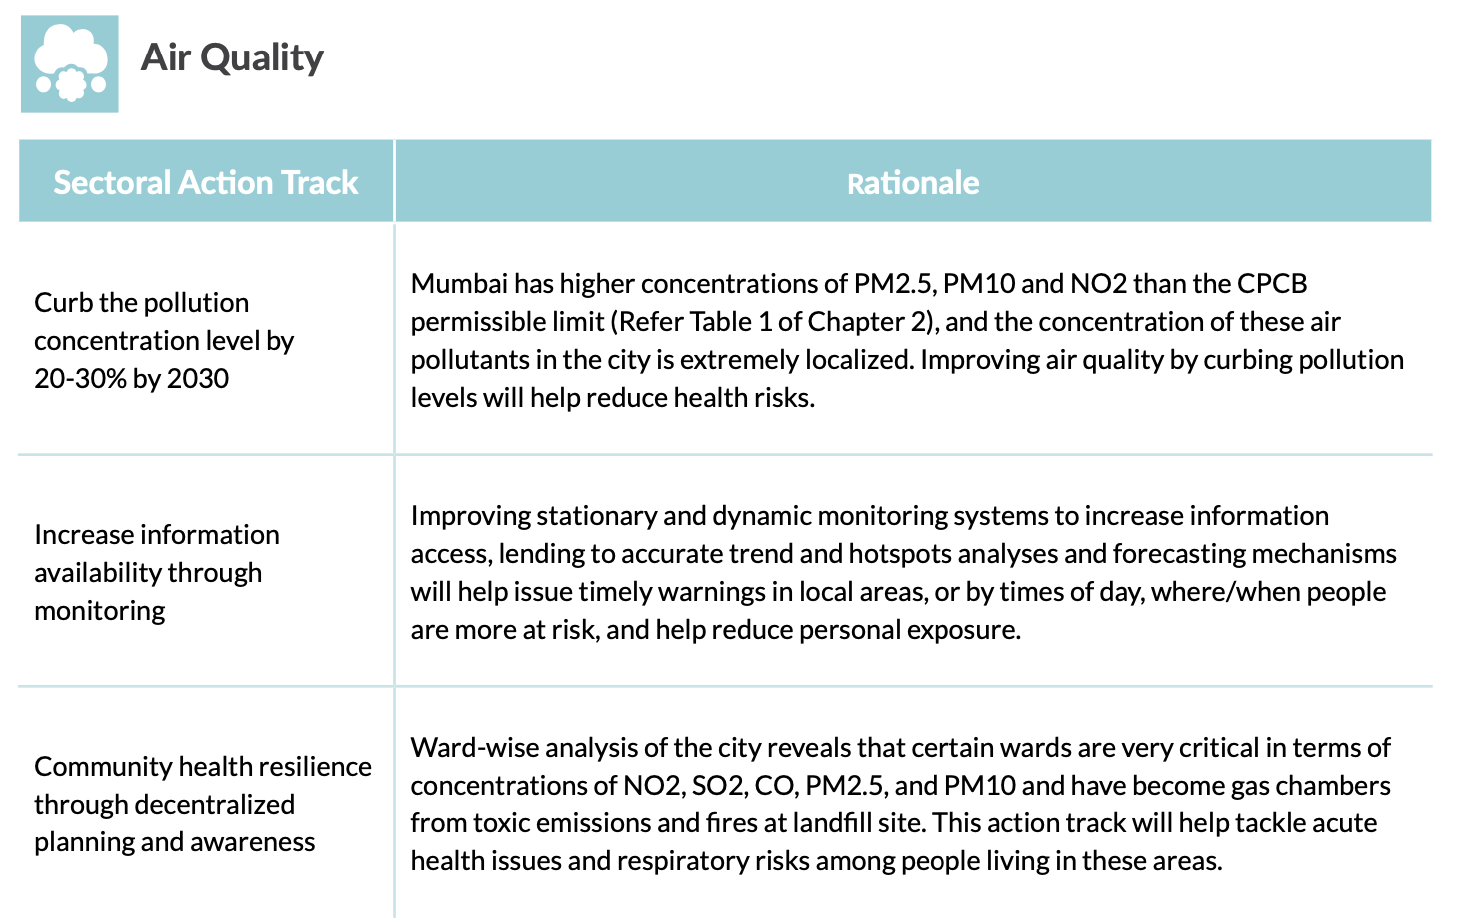 Air Quality
Sectoral Action Track
Rationale
Curb the pollution
concentration level by
20-30% by 2030
Mumbai has higher concentrations of PM2.5, PM10 and NO2 than the CPCB
permissible limit (Refer Table 1 of Chapter 2), and the concentration of these air
pollutants in the city is extremely localized. Improving air quality by curbing pollution
levels will help reduce health risks.
Increase information
availability through
monitoring
Improving stationary and dynamic monitoring systems to increase information
access, lending to accurate trend and hotspots analyses and forecasting mechanisms
will help issue timely warnings in local areas, or by times of day, where/when people
are more at risk, and help reduce personal exposure.
Community health resilience
through decentralized
planning and awareness
Ward-wise analysis of the city reveals that certain wards are very critical in terms of
concentrations of NO2, SO2, CO, PM2.5, and PM10 and have become gas chambers
from toxic emissions and fires at landfill site. This action track will help tackle acute
health issues and respiratory risks among people living in these areas.